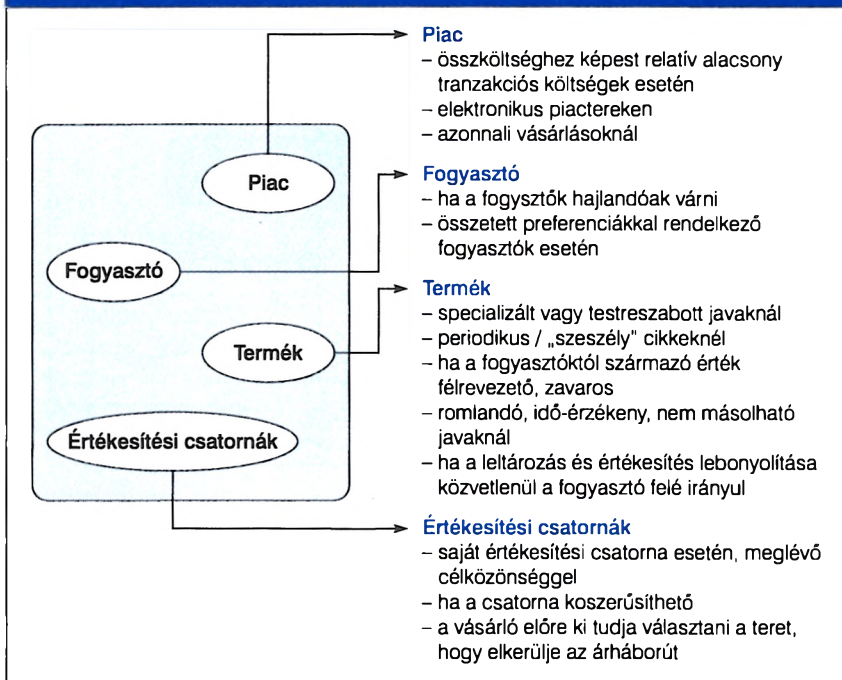 Piac
– összköltséghez képest relatív alacsony
tranzakciós költségek esetén
– elektronikus piactereken
– azonnali vásárlásoknál
Piac
Fogyasztó
– ha a fogysztők hajlandóak várni
– összetett preferenciákkal rendelkező
fogyasztók esetén
Fogyasztó
Termék
– specializált vagy testreszabott javaknál
– periodikus / „szeszély" cikkeknél
– ha a fogyasztóktól származó érték
félrevezető, zavaros
– romlandó, idő-érzékeny, nem másolható
javaknál
– ha a leltározás és értékesítés lebonyolítása
közvetlenül a fogyasztó felé irányul
Termék
Értékesítési csatornák
Értékesítési csatornák
– saját értékesítési csatorna esetén, meglévő
célközönséggel
– ha a csatorna koszerűsíthető
– a vásárló előre ki tudja választani a teret,
hogy elkerülje az árháborút